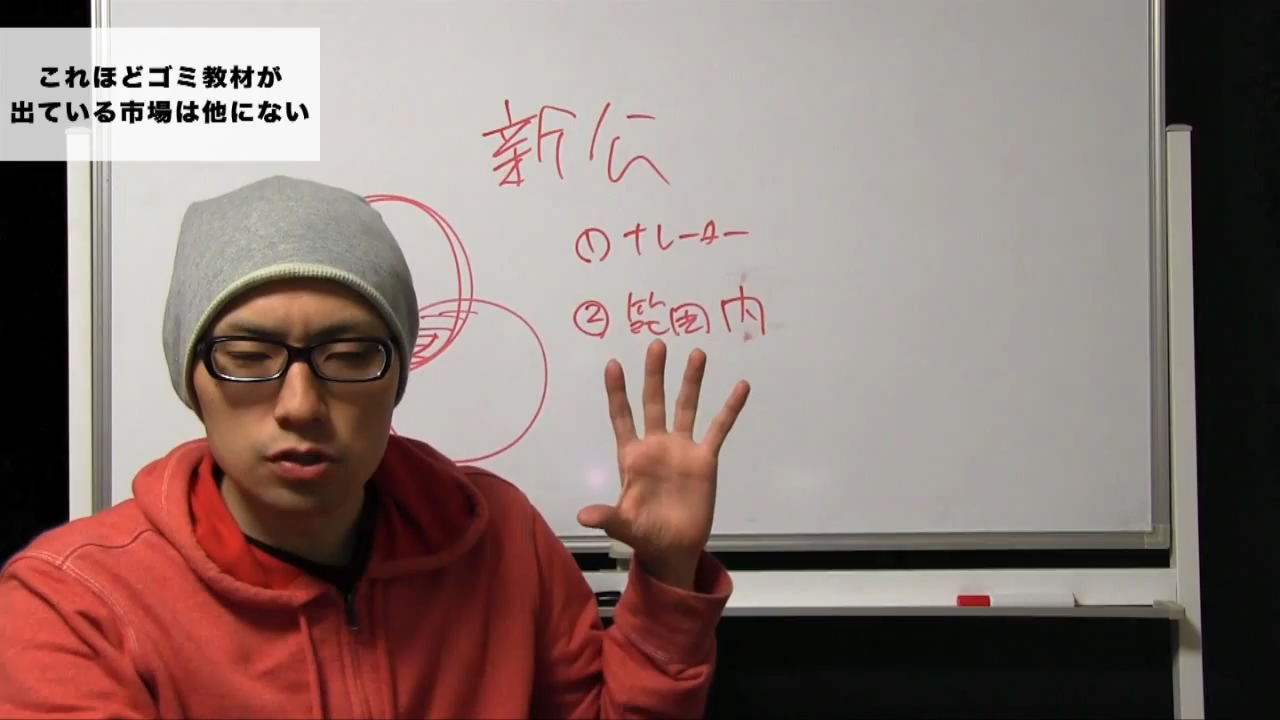 これほどゴミ教材が
出ている市場は他にない
新公
① ナレーター
② 範囲内